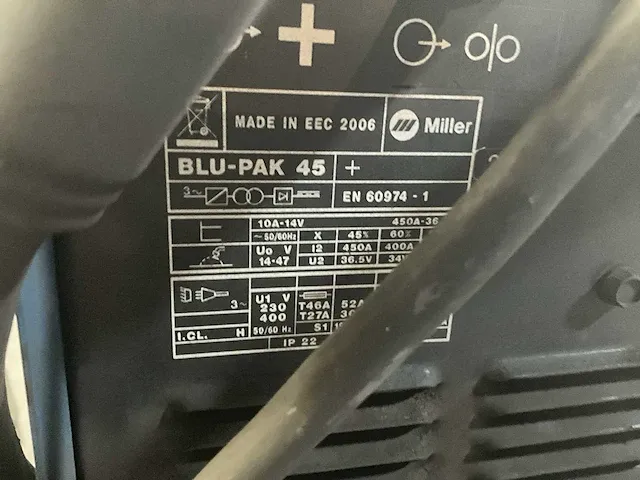 MADE IN EEC 2006 Miller
BLU-PAK 45
3~ EN 60974 - 1
10A-14V 450A-36
~ 50/60Hz X 45% 60%
Uo V I2 450A 400A
14-47 U2 36.5V
3~ U1 V
230 T46A 52A
400 T27A
I.CL. H 50/60 Hz S1
IP 22